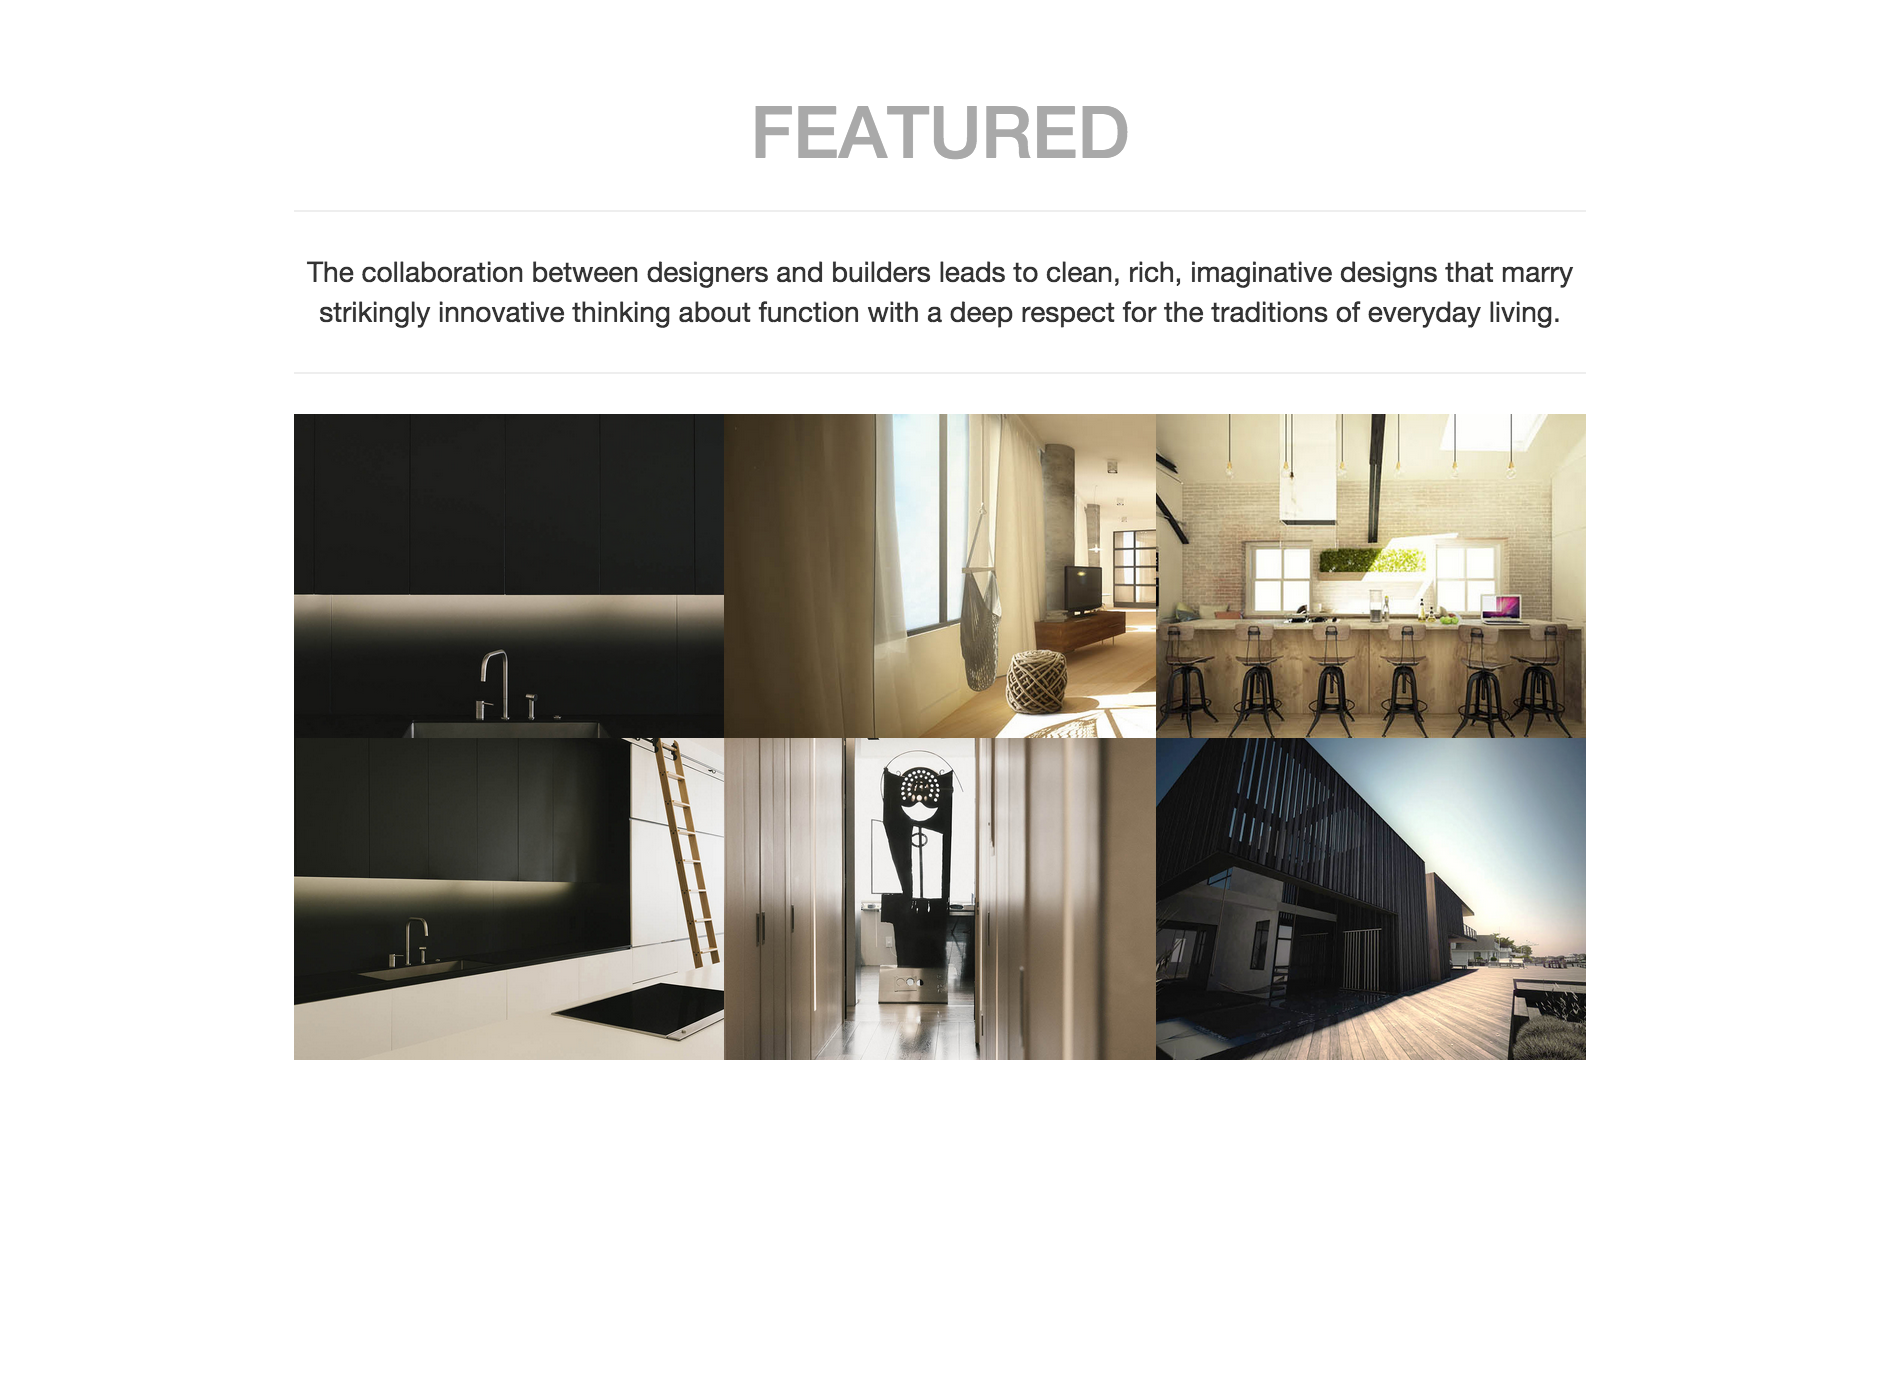 FEATURED
The collaboration between designers and builders leads to clean, rich, imaginative designs that marry
strikingly innovative thinking about function with a deep respect for the traditions of everyday living.